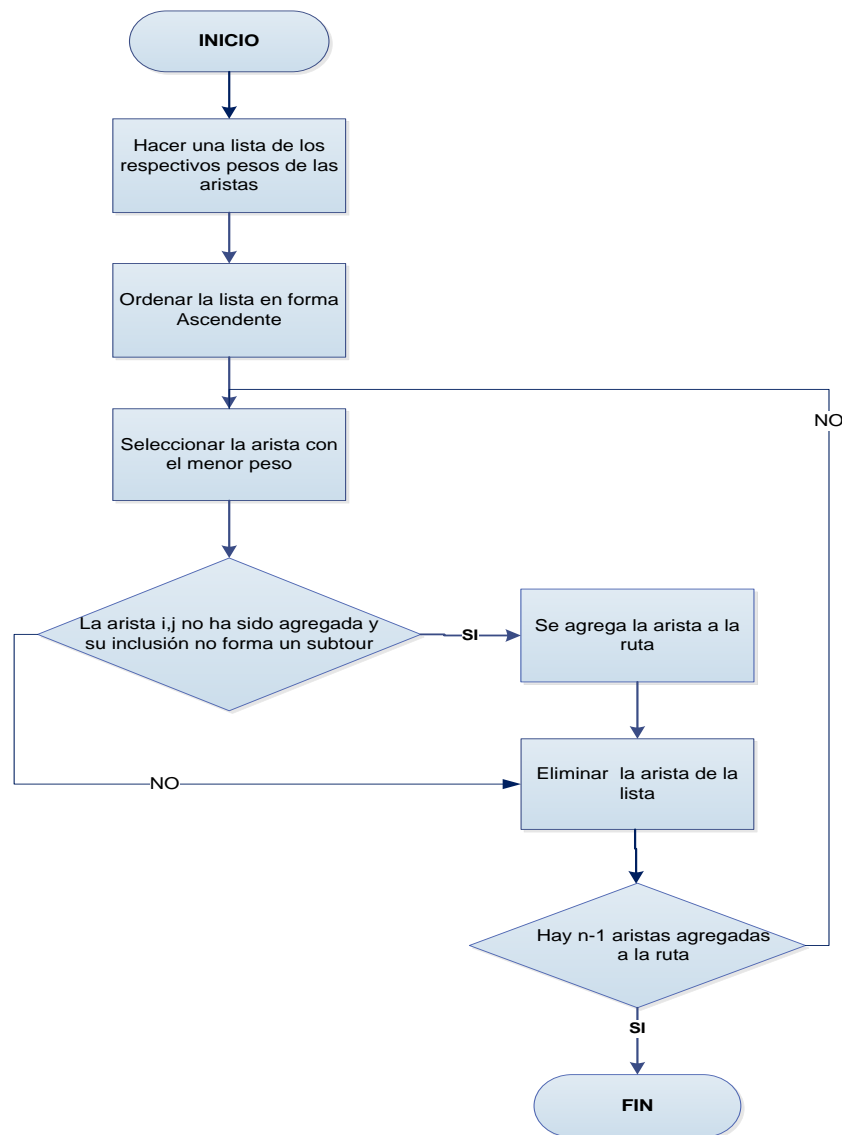 INICIO
Hacer una lista de los
respectivos pesos de las
aristas
Ordenar la lista en forma
Ascendente
Seleccionar la arista con
el menor peso
NO
La arista i,j no ha sido agregada y
su inclusión no forma un subtour
SI
Se agrega la arista a la
ruta
NO
Eliminar la arista de la
lista
Hay n-1 aristas agregadas
a la ruta
SI
FIN